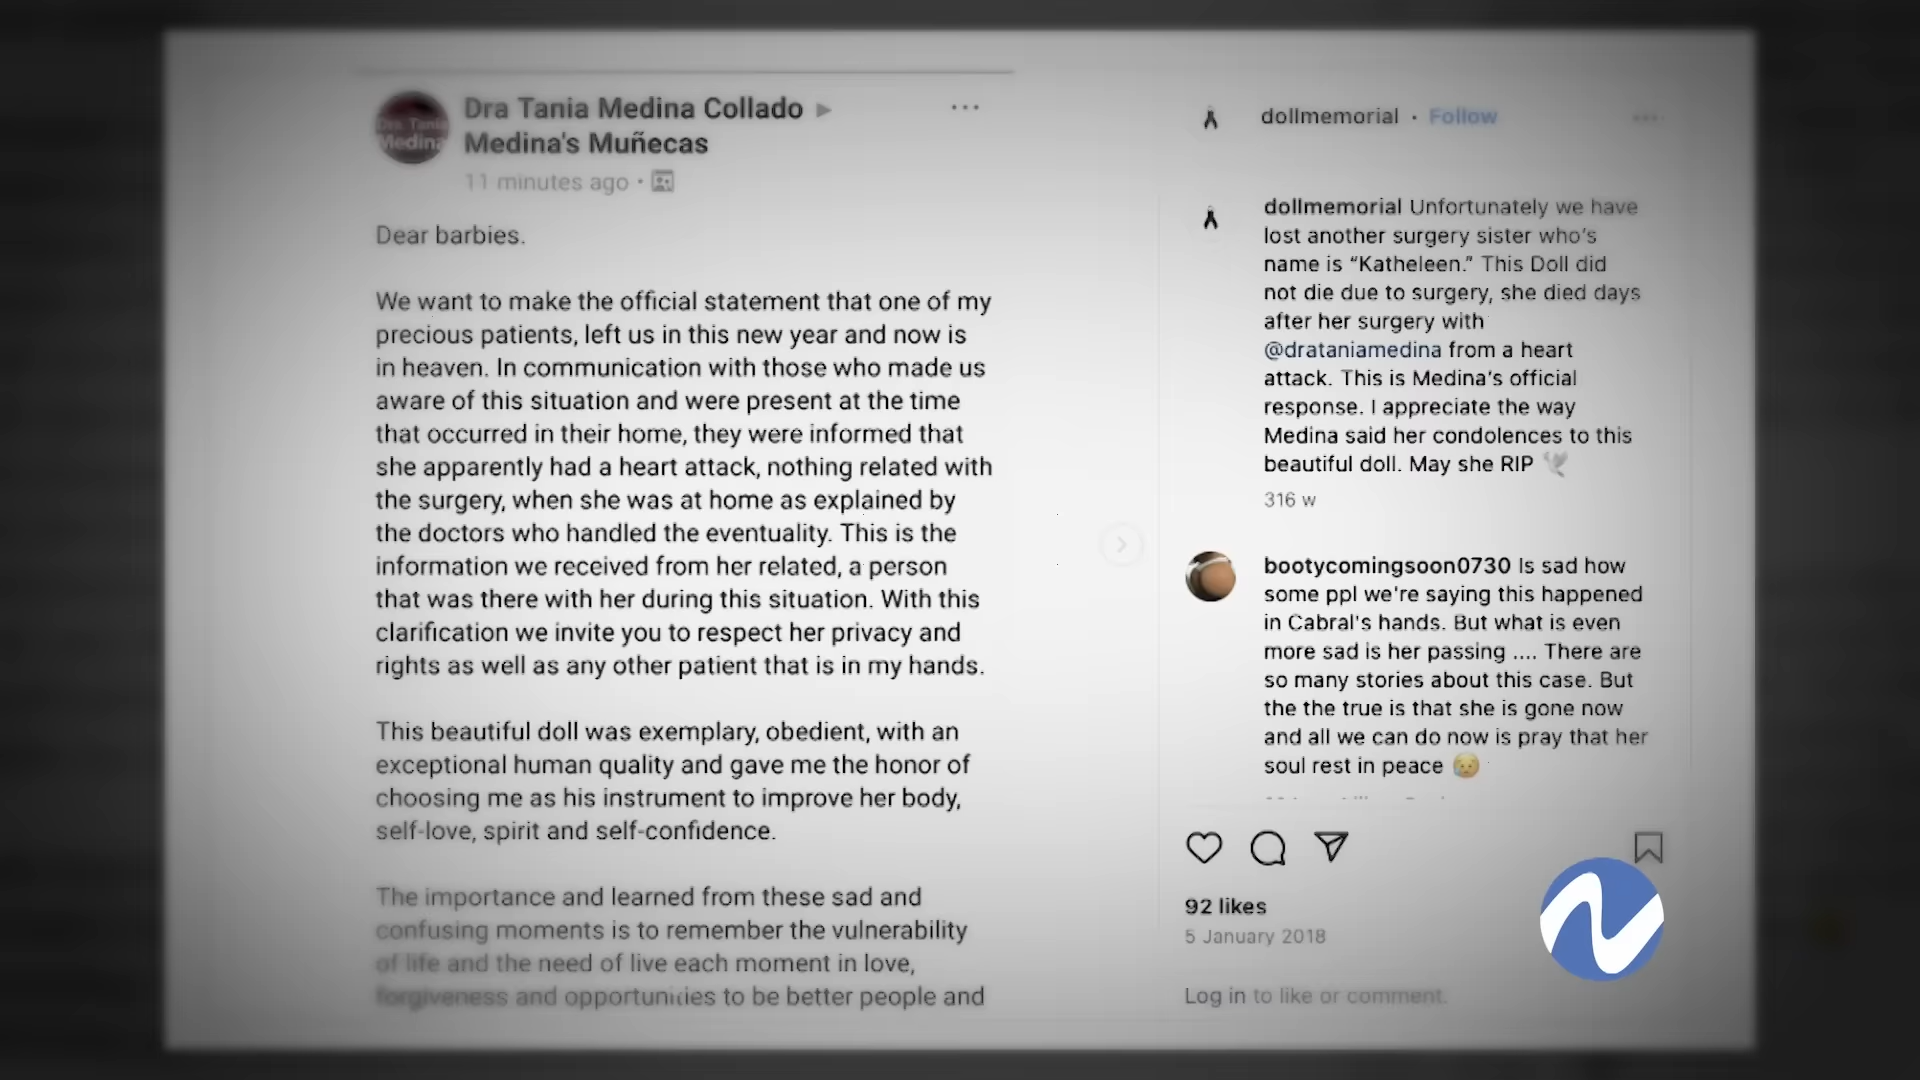 Dra Tania Medina Collado ▶
Medina's Muñecas
11 minutes ago ·
Dear barbies.
We want to make the official statement that one of my
precious patients, left us in this new year and now is
in heaven. In communication with those who made us
aware of this situation and were present at the time
that occurred in their home, they were informed that
she apparently had a heart attack, nothing related with
the surgery, when she was at home as explained by
the doctors who handled the eventuality. This is the
information we received from her related, a person
that was there with her during this situation. With this
clarification we invite you to respect her privacy and
rights as well as any other patient that is in my hands.
This beautiful doll was exemplary, obedient, with an
exceptional human quality and gave me the honor of
choosing me as his instrument to improve her body,
self-love, spirit and self-confidence.
The importance and learned from these sad and
confusing moments is to remember the vulnerability
of life and the need of live each moment in love,
forgiveness and opportunities to be better people and
Dra. Tania
Medina
dollmemorial · Follow
dollmemorial Unfortunately we have
lost another surgery sister who's
name is “Katheleen.” This Doll did
not die due to surgery, she died days
after her surgery with
@drataniamedina from a heart
attack. This is Medina's official
response. I appreciate the way
Medina said her condolences to this
beautiful doll. May she RIP 🕊
316 w
bootycomingsoon0730 Is sad how
some ppl we're saying this happened
in Cabral's hands. But what is even
more sad is her passing .... There are
so many stories about this case. But
the the true is that she is gone now
and all we can do now is pray that her
soul rest in peace 😥
92 likes
5 January 2018
Log in to like or comment.